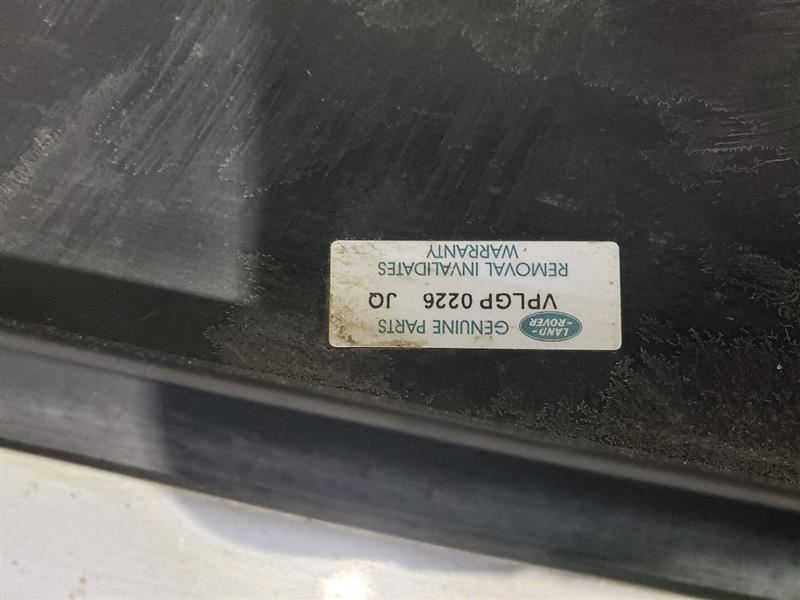 LAND-
-ROVER
GENUINE PARTS
VPLGP 0226 JQ
REMOVAL INVALIDATES
WARRANTY